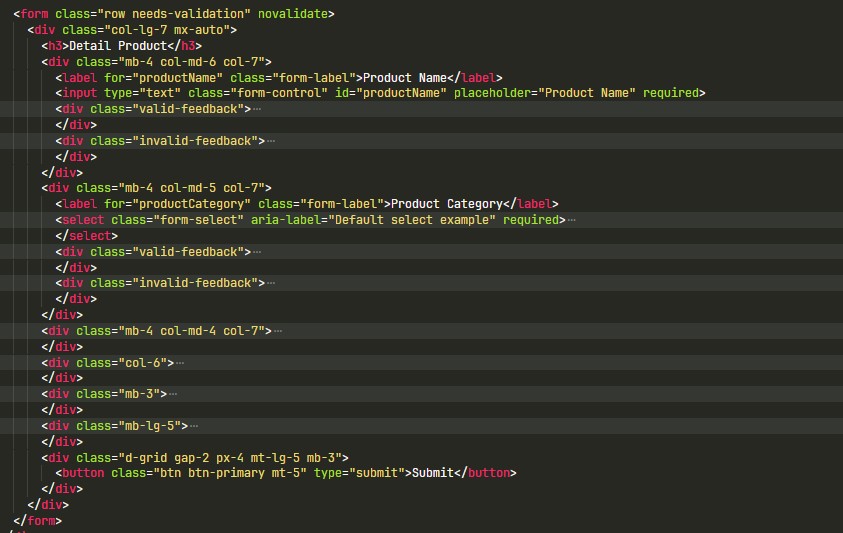 <form class="row needs-validation" novalidate>
<div class="col-lg-7 mx-auto">
<h3>Detail Product</h3>
<div class="mb-4 col-md-6 col-7">
<label for="productName" class="form-label">Product Name</label>
<input type="text" class="form-control" id="productName" placeholder="Product Name" required>
<div class="valid-feedback">⋯
</div>
<div class="invalid-feedback">⋯
</div>
</div>
<div class="mb-4 col-md-5 col-7">
<label for="productCategory" class="form-label">Product Category</label>
<select class="form-select" aria-label="Default select example" required>⋯
</select>
<div class="valid-feedback">⋯
</div>
<div class="invalid-feedback">⋯
</div>
</div>
<div class="mb-4 col-md-4 col-7">⋯
</div>
<div class="col-6">⋯
</div>
<div class="mb-3">⋯
</div>
<div class="mb-lg-5">⋯
</div>
<div class="d-grid gap-2 px-4 mt-lg-5 mb-3">
<button class="btn btn-primary mt-5" type="submit">Submit</button>
</div>
</div>
</form>